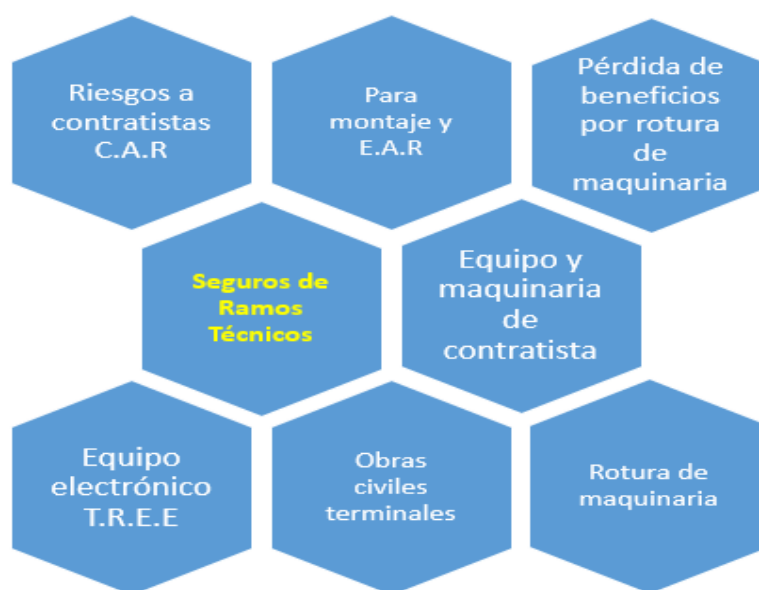 Riesgos a
contratistas
C.A.R
Para
montaje y
E.A.R
Pérdida de
beneficios
por rotura
de
maquinaria
Seguros de
Ramos
Técnicos
Equipo y
maquinaria
de
contratista
Equipo
electrónico
T.R.E.E
Obras
civiles
terminales
Rotura de
maquinaria